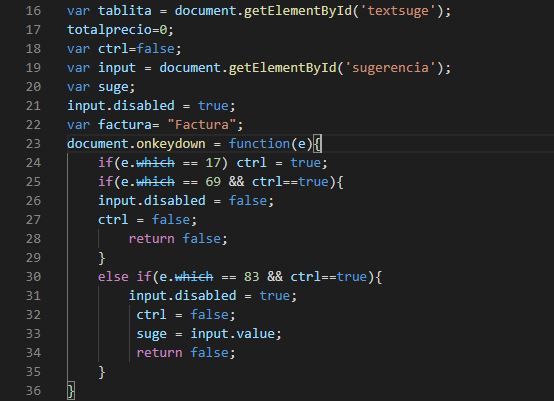 16 var tablita = document.getElementById('textsuge');
17 totalprecio=0;
18 var ctrl=false;
19 var input = document.getElementById('sugerencia');
20 var suge;
21 input.disabled = true;
22 var factura= "Factura";
23 document.onkeydown = function(e){
24     if(e.which == 17) ctrl = true;
25     if(e.which == 69 && ctrl==true){
26     input.disabled = false;
27     ctrl = false;
28         return false;
29     }
30     else if(e.which == 83 && ctrl==true){
31         input.disabled = true;
32          ctrl = false;
33          suge = input.value;
34          return false;
35     }
36 }